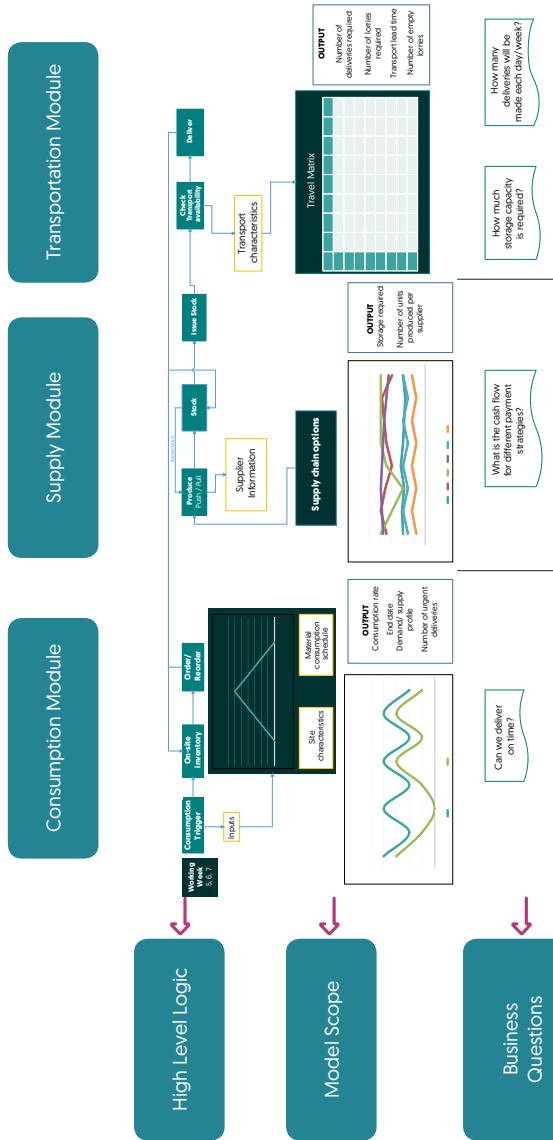 Consumption Module
Supply Module
Transportation Module
High Level Logic
Working
Week
5, 6, 7
Consumption
Trigger
On-site
Inventory
Order/
Reorder
Produce
Push / Pull
Stock
Issue Stock
Check
Transport
availability
Deliver
Inputs
Supplier
Information
Transport
characteristics
Model Scope
Site
characteristics
Material
consumption
schedule
Supply chain options
Travel Matrix
OUTPUT
Consumption rate
End date
Demand/ supply
profile
Number of urgent
deliveries
OUTPUT
Storage required
Number of units
produced per
supplier
OUTPUT
Number of
deliveries required
Number of lorries
required
Transport lead time
Number of empty
lorries
Business
Questions
Can we deliver
on time?
What is the cash flow
for different payment
strategies?
How much
storage capacity
is required?
How many
deliveries will be
made each day/week?